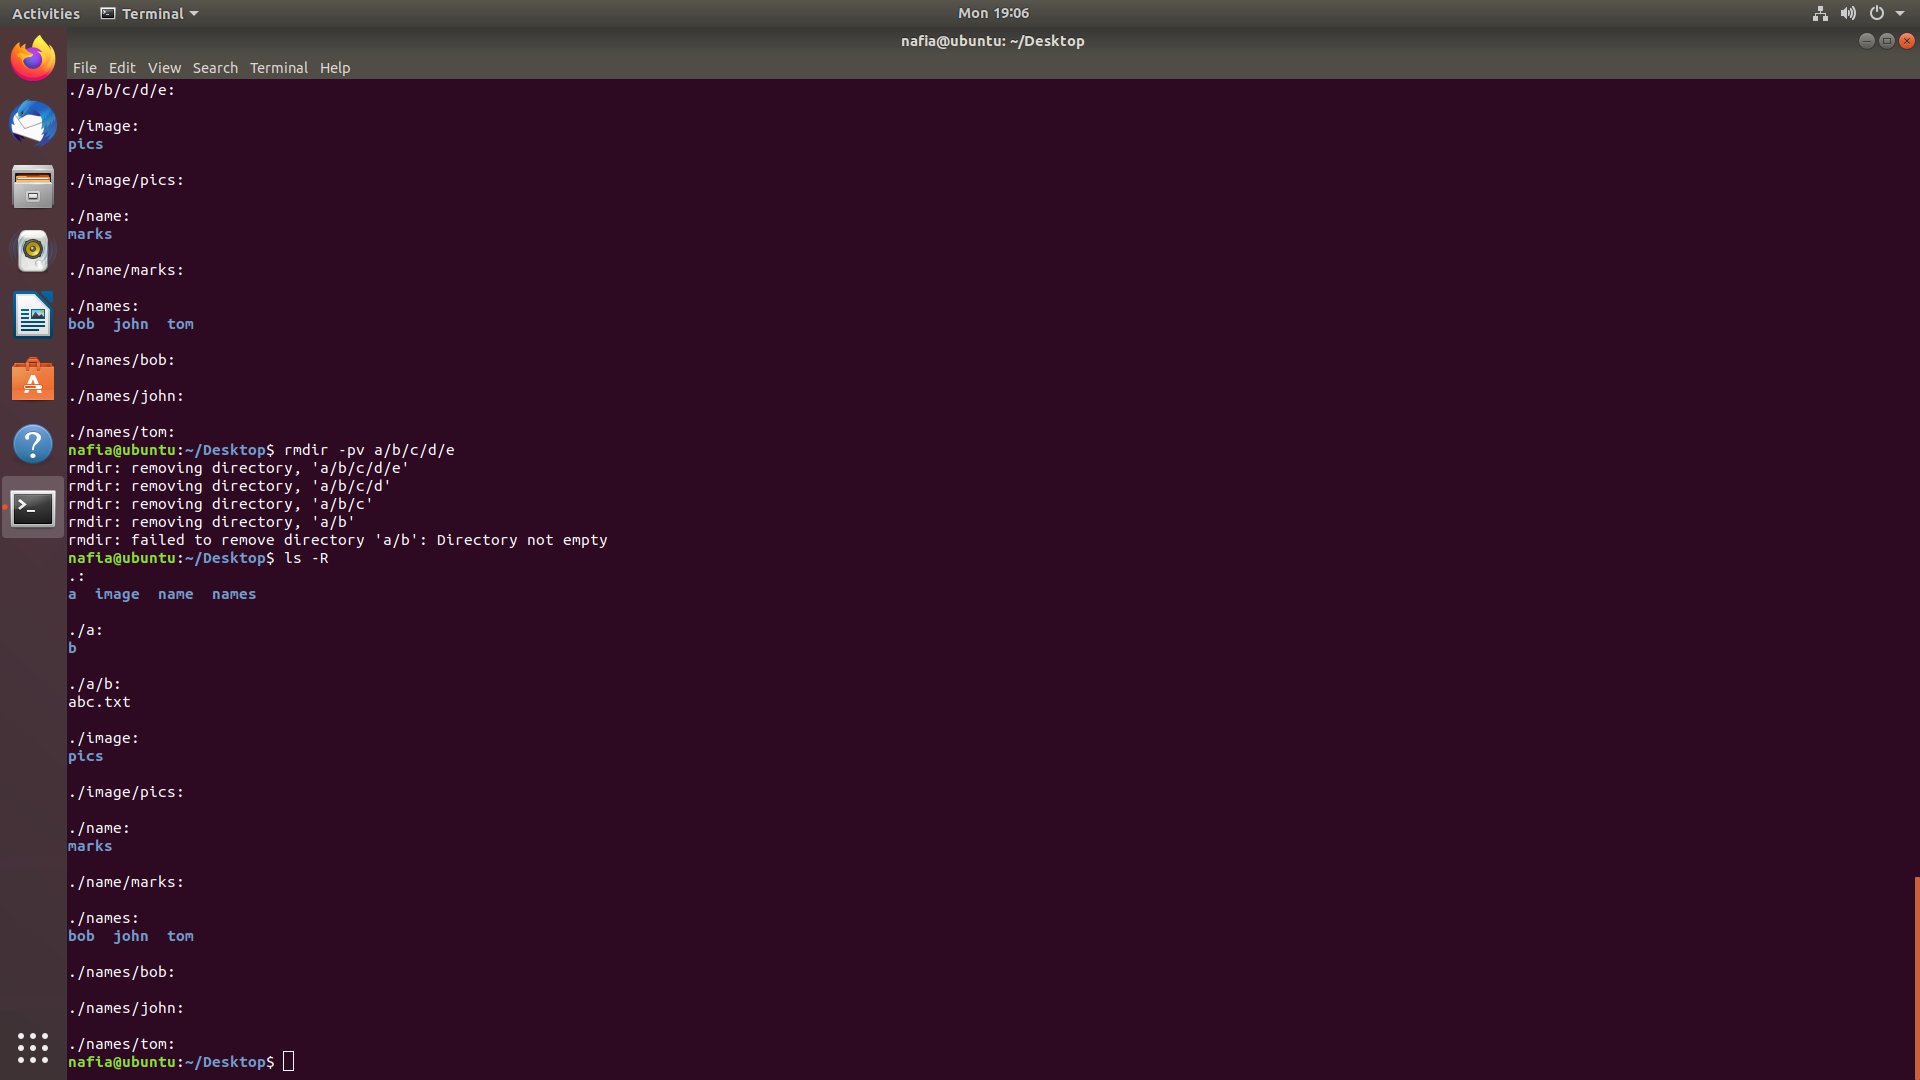 Activities Terminal Mon 19:06
nafia@ubuntu: ~/Desktop
File Edit View Search Terminal Help
./a/b/c/d/e:
./image:
pics
./image/pics:
./name:
marks
./name/marks:
./names:
bob john tom
./names/bob:
./names/john:
./names/tom:
nafia@ubuntu:~/Desktop$ rmdir -pv a/b/c/d/e
rmdir: removing directory, 'a/b/c/d/e'
rmdir: removing directory, 'a/b/c/d'
rmdir: removing directory, 'a/b/c'
rmdir: removing directory, 'a/b'
rmdir: failed to remove directory 'a/b': Directory not empty
nafia@ubuntu:~/Desktop$ ls -R
.:
a image name names
./a:
b
./a/b:
abc.txt
./image:
pics
./image/pics:
./name:
marks
./name/marks:
./names:
bob john tom
./names/bob:
./names/john:
./names/tom:
nafia@ubuntu:~/Desktop$